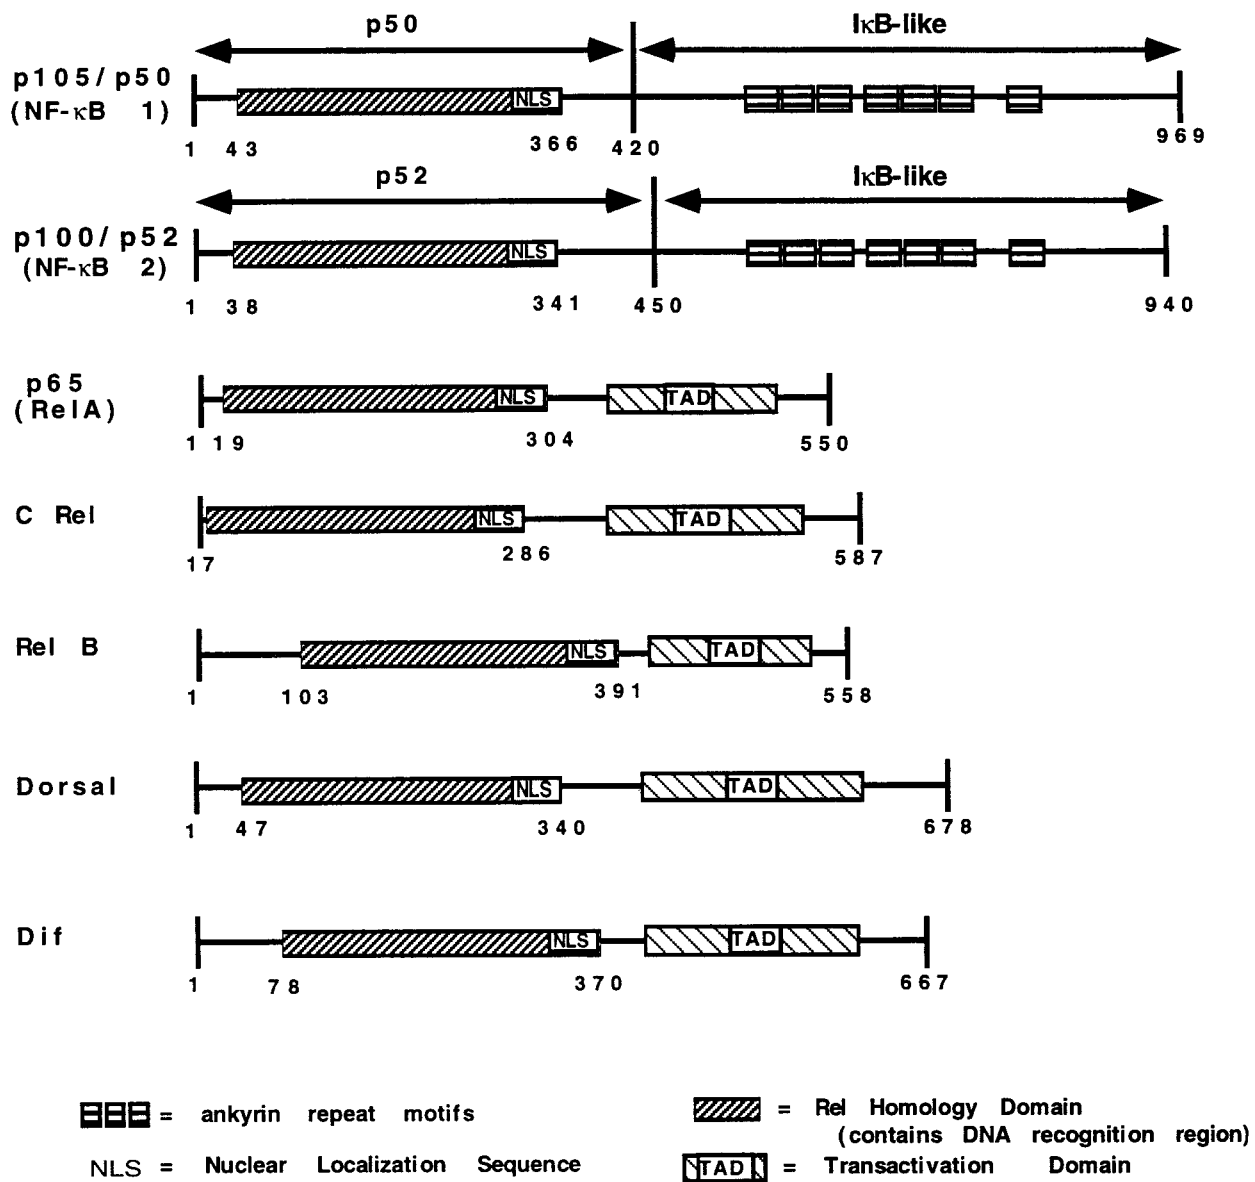 p50 IκB-like
p105/p50
(NF-κB 1)
NLS
1 43 366 420 969
p52 IκB-like
p100/p52
(NF-κB 2)
NLS
1 38 341 450 940
p65
(RelA)
NLS TAD
1 19 304 550
C Rel NLS TAD
17 286 587
Rel B NLS TAD
1 103 391 558
Dorsal NLS TAD
1 47 340 678
Dif NLS TAD
1 78 370 667
= ankyrin repeat motifs
NLS = Nuclear Localization Sequence
= Rel Homology Domain
(contains DNA recognition region)
TAD = Transactivation Domain